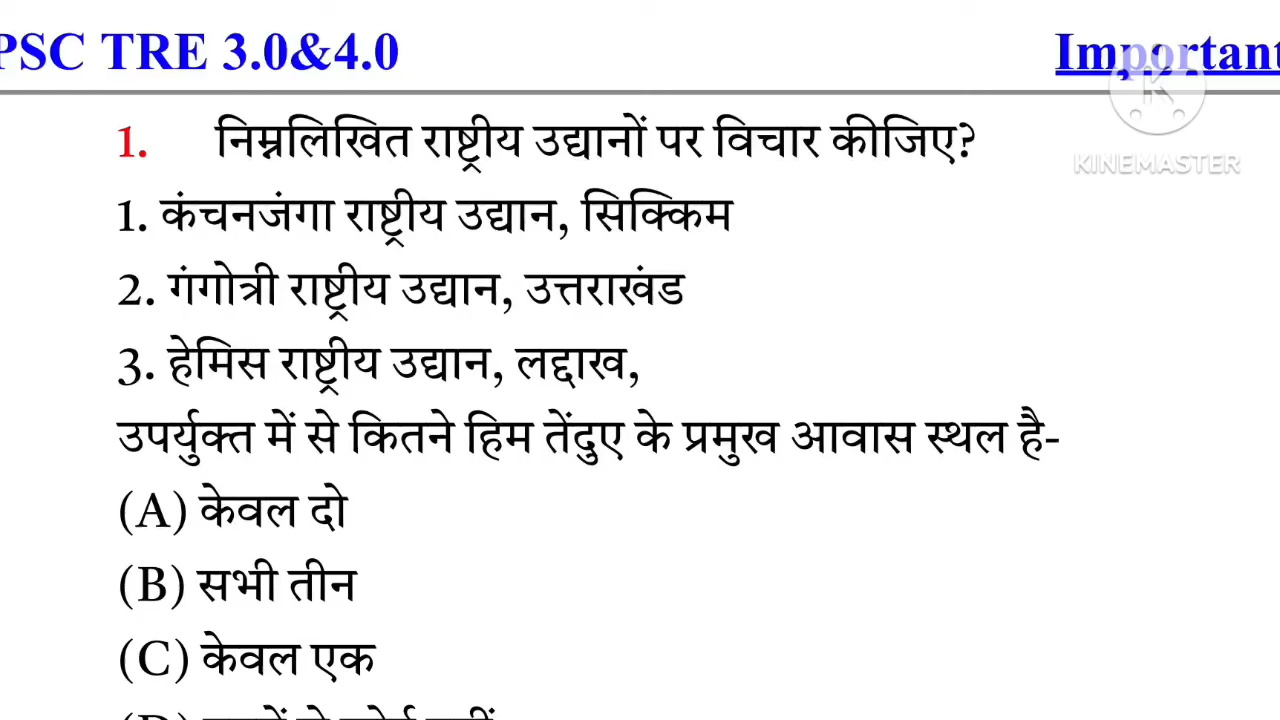 PSC TRE 3.0&4.0
Important
KINEMASTER
1. निम्नलिखित राष्ट्रीय उद्यानों पर विचार कीजिए?
1. कंचनजंगा राष्ट्रीय उद्यान, सिक्किम
2. गंगोत्री राष्ट्रीय उद्यान, उत्तराखंड
3. हेमिस राष्ट्रीय उद्यान, लद्दाख,
उपर्युक्त में से कितने हिम तेंदुए के प्रमुख आवास स्थल है-
(A) केवल दो
(B) सभी तीन
(C) केवल एक